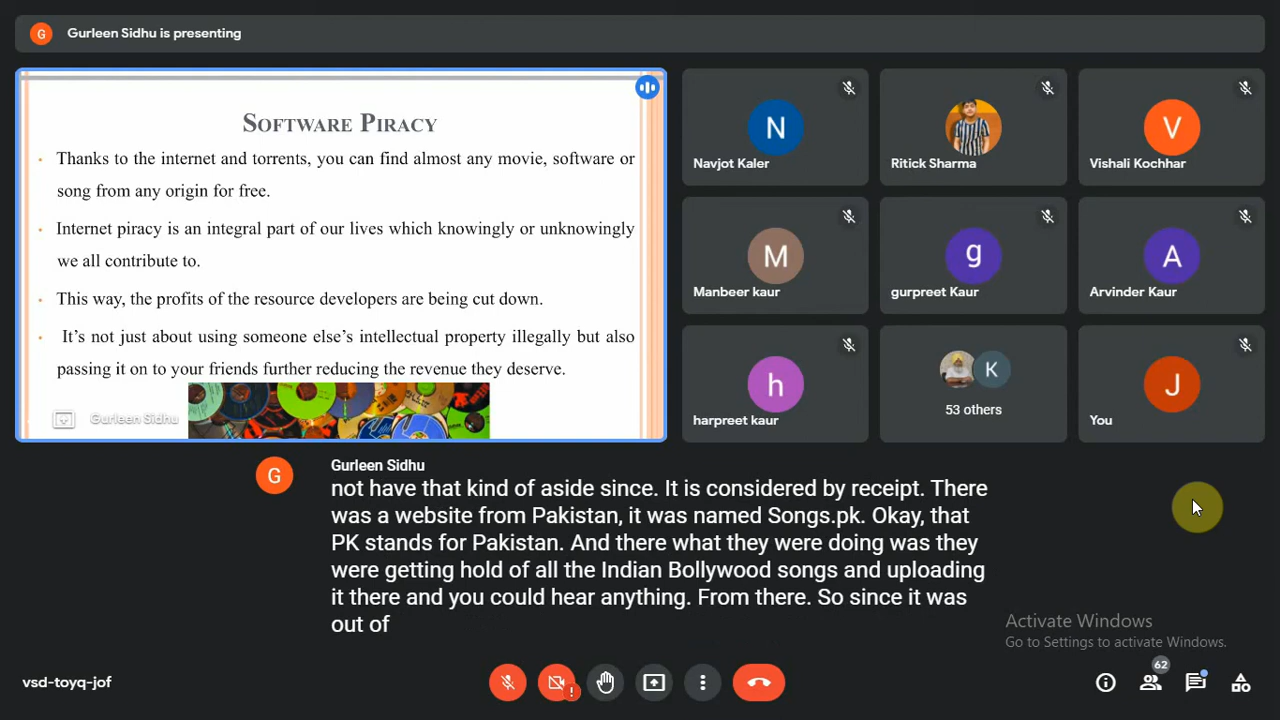 G Gurleen Sidhu is presenting
SOFTWARE PIRACY
• Thanks to the internet and torrents, you can find almost any movie, software or
song from any origin for free.
• Internet piracy is an integral part of our lives which knowingly or unknowingly
we all contribute to.
• This way, the profits of the resource developers are being cut down.
• It's not just about using someone else's intellectual property illegally but also
passing it on to your friends further reducing the revenue they deserve.
Gurleen Sidhu
N
Navjot Kaler
Ritick Sharma
V
Vishali Kochhar
M
Manbeer kaur
g
gurpreet Kaur
A
Arvinder Kaur
h
harpreet kaur
K
53 others
J
You
G
Gurleen Sidhu
not have that kind of aside since. It is considered by receipt. There
was a website from Pakistan, it was named Songs.pk. Okay, that
PK stands for Pakistan. And there what they were doing was they
were getting hold of all the Indian Bollywood songs and uploading
it there and you could hear anything. From there. So since it was
out of
Activate Windows
Go to Settings to activate Windows.
vsd-toyq-jof
62